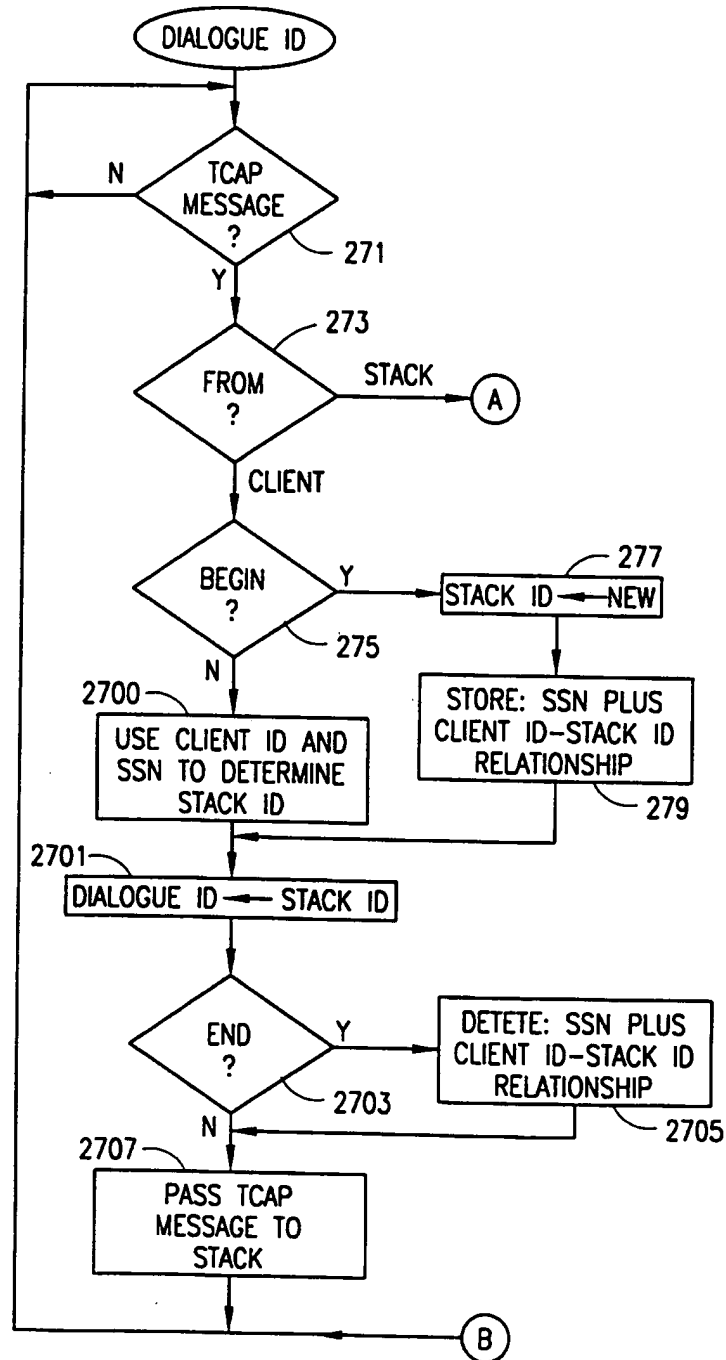 DIALOGUE ID
N
TCAP
MESSAGE
?
271
Y
273
FROM
?
STACK
A
CLIENT
BEGIN
?
Y
275
N
277
STACK ID NEW
STORE: SSN PLUS
CLIENT ID-STACK ID
RELATIONSHIP
279
2700
USE CLIENT ID AND
SSN TO DETERMINE
STACK ID
2701
DIALOGUE ID STACK ID
END
?
Y
2703
N
DETETE: SSN PLUS
CLIENT ID-STACK ID
RELATIONSHIP
2705
2707
PASS TCAP
MESSAGE TO
STACK
B